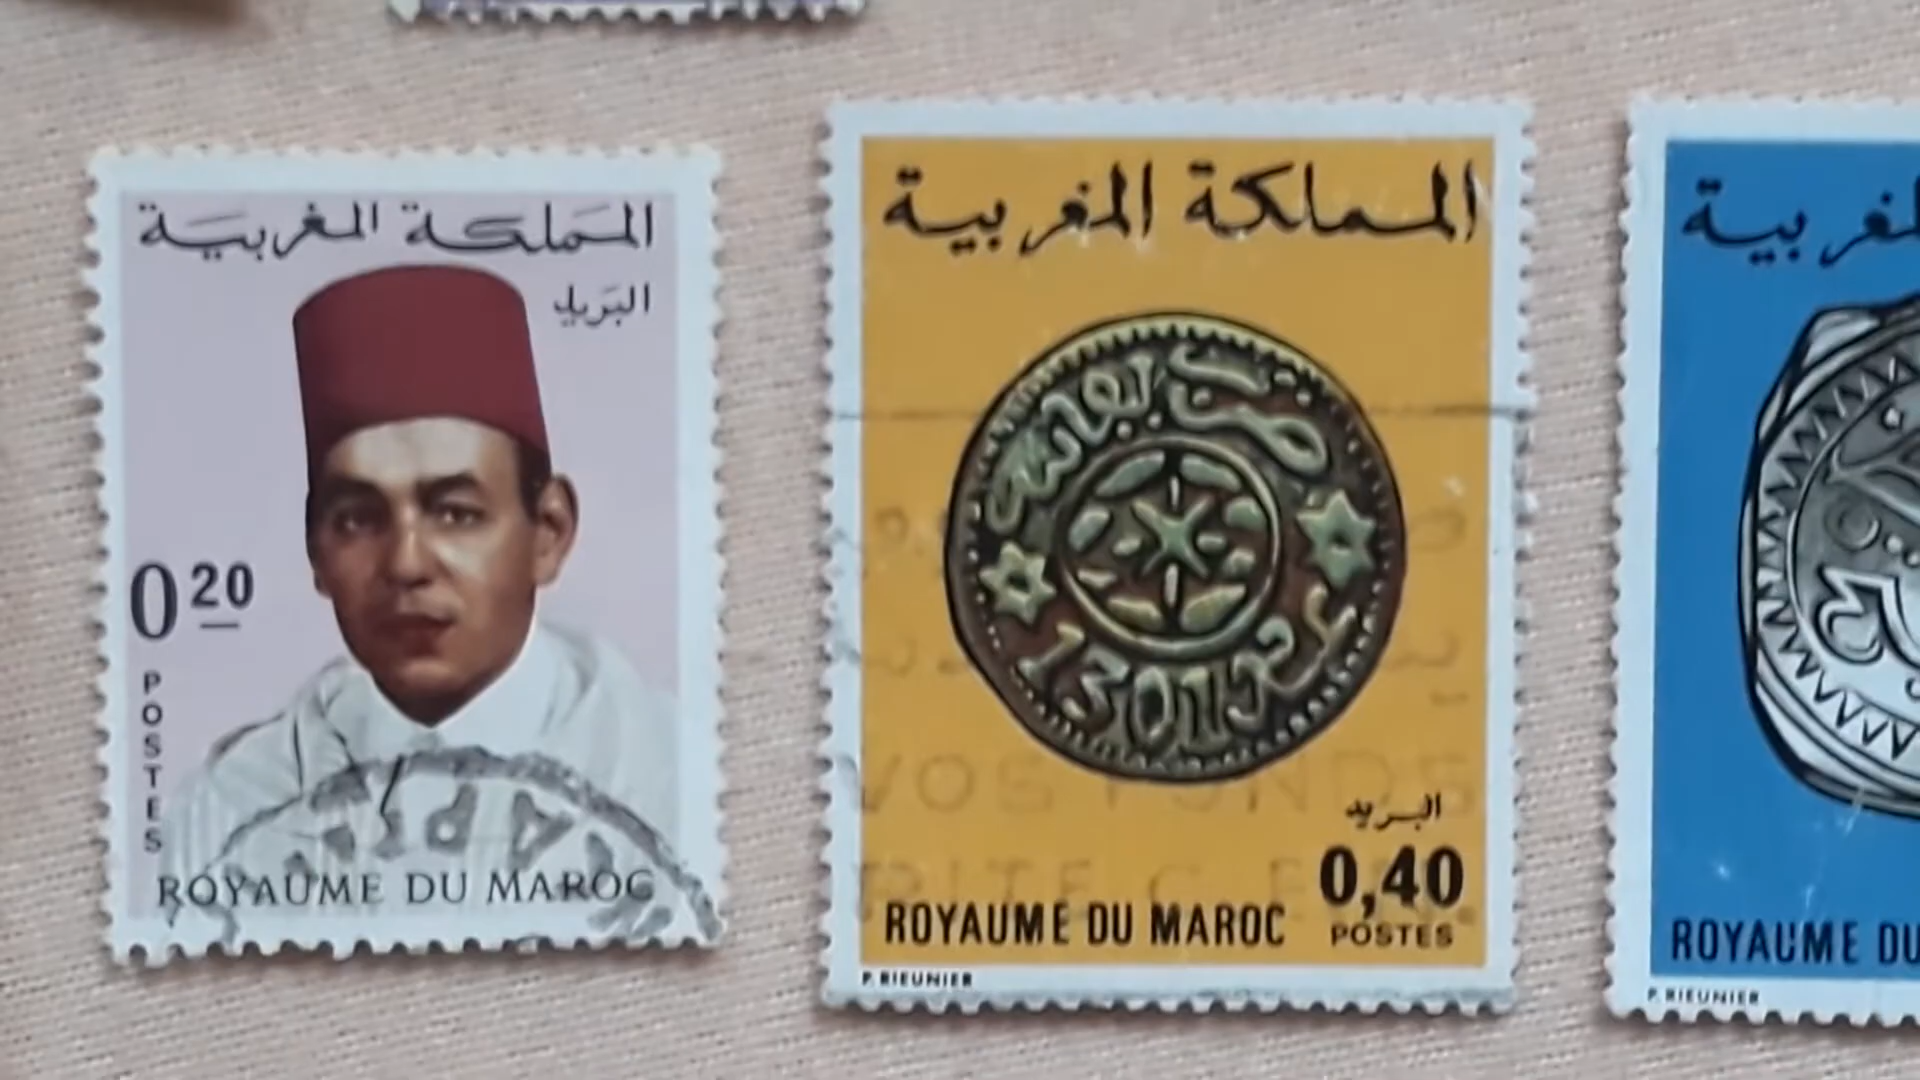 المملكة المغربية
البريد
0 20
POSTES
ROYAUME DU MAROC
المملكة المغربية
1301
البريد
0,40
ROYAUME DU MAROC
POSTES
P. RIEUNIER
المغربية
ROYAUME DU
P. RIEUNIER